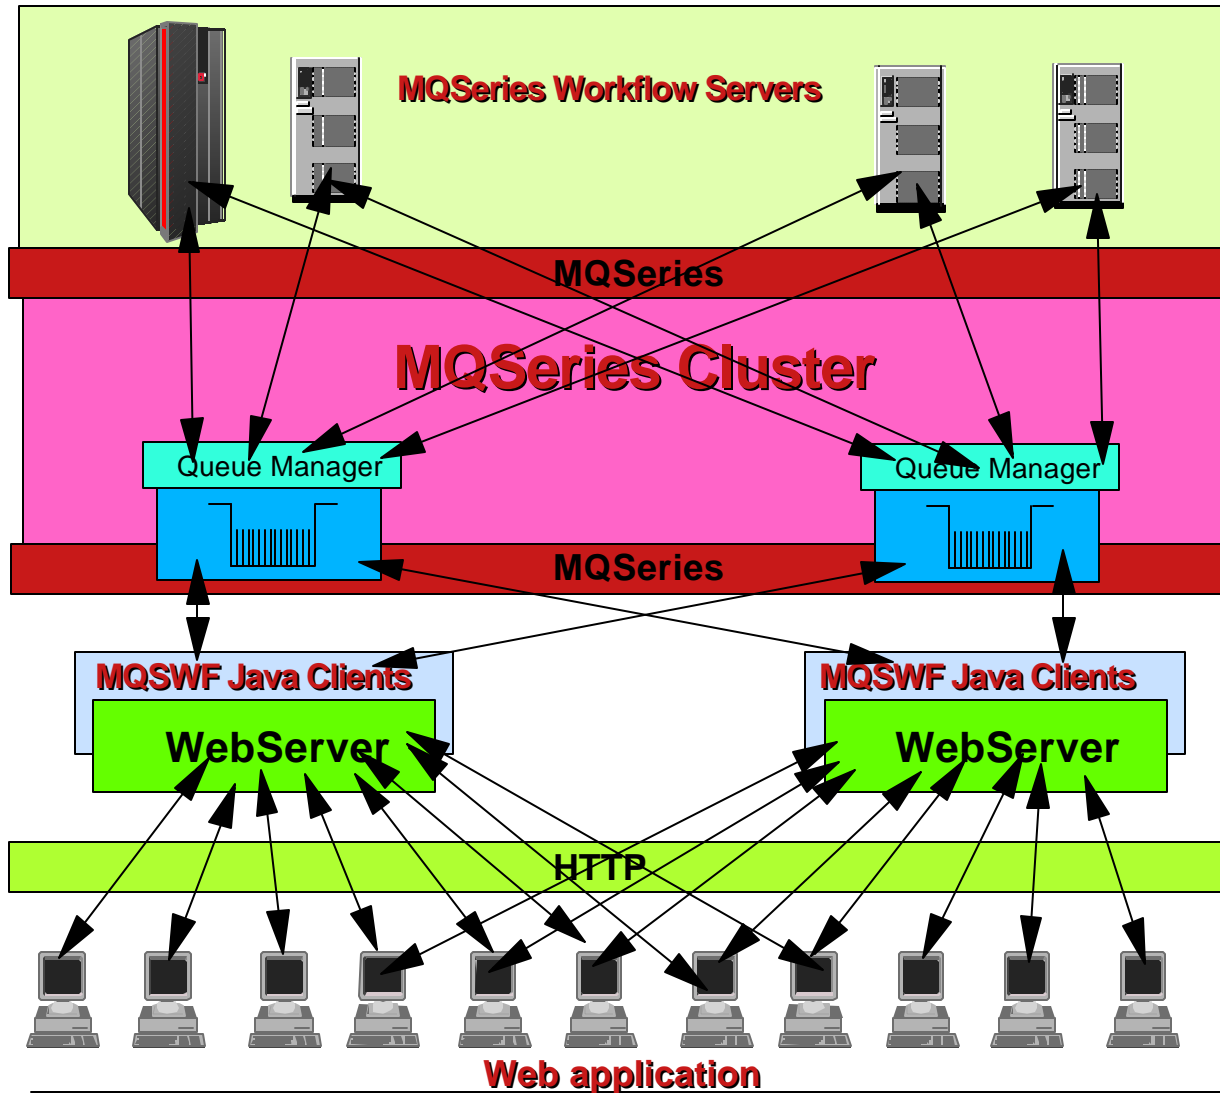 MQSeries Workflow Servers
MQSeries
MQSeries Cluster
Queue Manager
Queue Manager
MQSeries
MQSWF Java Clients
MQSWF Java Clients
WebServer
WebServer
HTTP
Web application